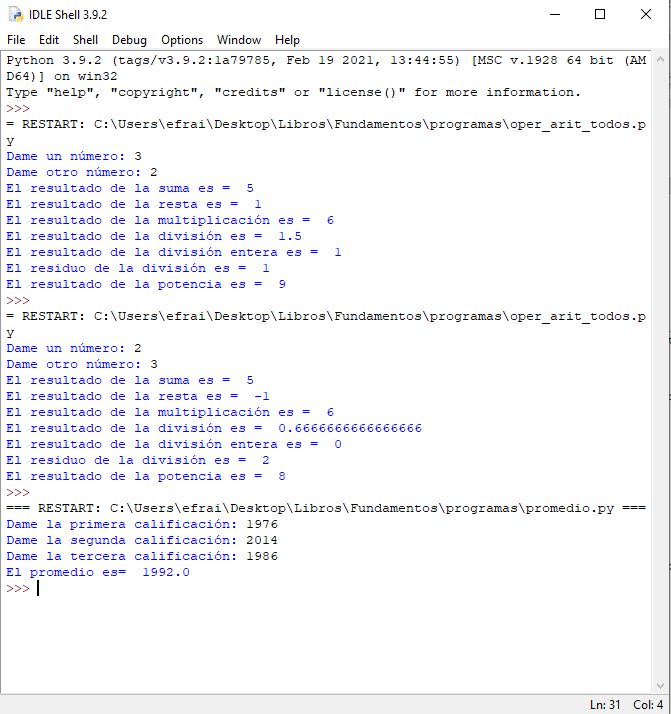 IDLE Shell 3.9.2
File Edit Shell Debug Options Window Help
Python 3.9.2 (tags/v3.9.2:1a79785, Feb 19 2021, 13:44:55) [MSC v.1928 64 bit (AM
D64)] on win32
Type "help", "copyright", "credits" or "license()" for more information.
>>>
= RESTART: C:\Users\efrai\Desktop\Libros\Fundamentos\programas\oper_arit_todos.p
y
Dame un número: 3
Dame otro número: 2
El resultado de la suma es =  5
El resultado de la resta es =  1
El resultado de la multiplicación es =  6
El resultado de la división es =  1.5
El resultado de la división entera es =  1
El residuo de la división es =  1
El resultado de la potencia es =  9
>>>
= RESTART: C:\Users\efrai\Desktop\Libros\Fundamentos\programas\oper_arit_todos.p
y
Dame un número: 2
Dame otro número: 3
El resultado de la suma es =  5
El resultado de la resta es =  -1
El resultado de la multiplicación es =  6
El resultado de la división es =  0.6666666666666666
El resultado de la división entera es =  0
El residuo de la división es =  2
El resultado de la potencia es =  8
>>>
=== RESTART: C:\Users\efrai\Desktop\Libros\Fundamentos\programas\promedio.py ===
Dame la primera calificación: 1976
Dame la segunda calificación: 2014
Dame la tercera calificación: 1986
El promedio es=  1992.0
>>>
Ln: 31 Col: 4